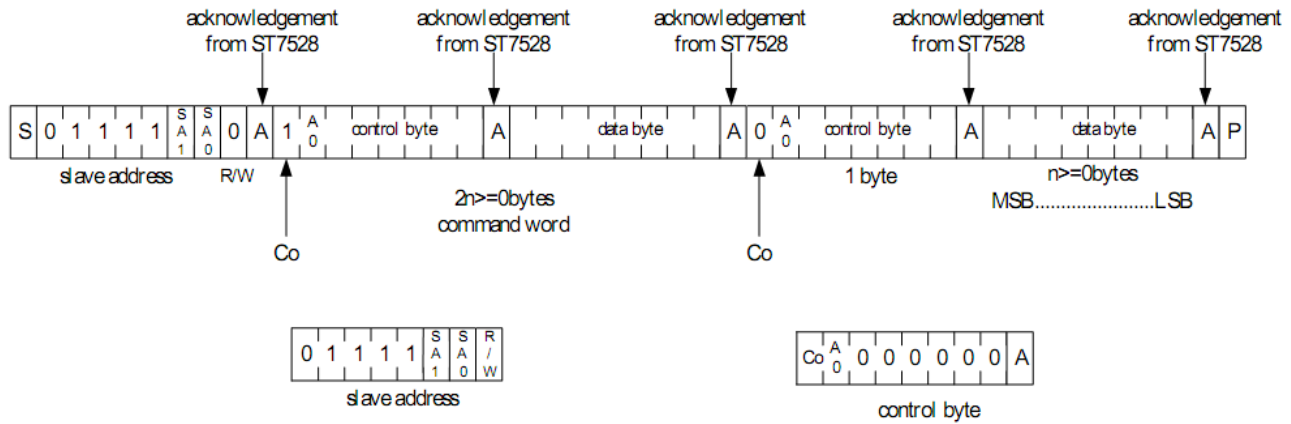 acknowledgement acknowledgement acknowledgement acknowledgement acknowledgement
from ST7528 from ST7528 from ST7528 from ST7528 from ST7528
S 0 1 1 1 1 SA1 SA0 0 A 1 A0 control byte A data byte A 0 A0 control byte A data byte A P
slave address R/W 1 byte n>=0bytes
2n>=0bytes MSB........................LSB
command word
Co Co
0 1 1 1 1 SA1 SA0 R/W
Co A0 0 0 0 0 0 0 A
slave address
control byte